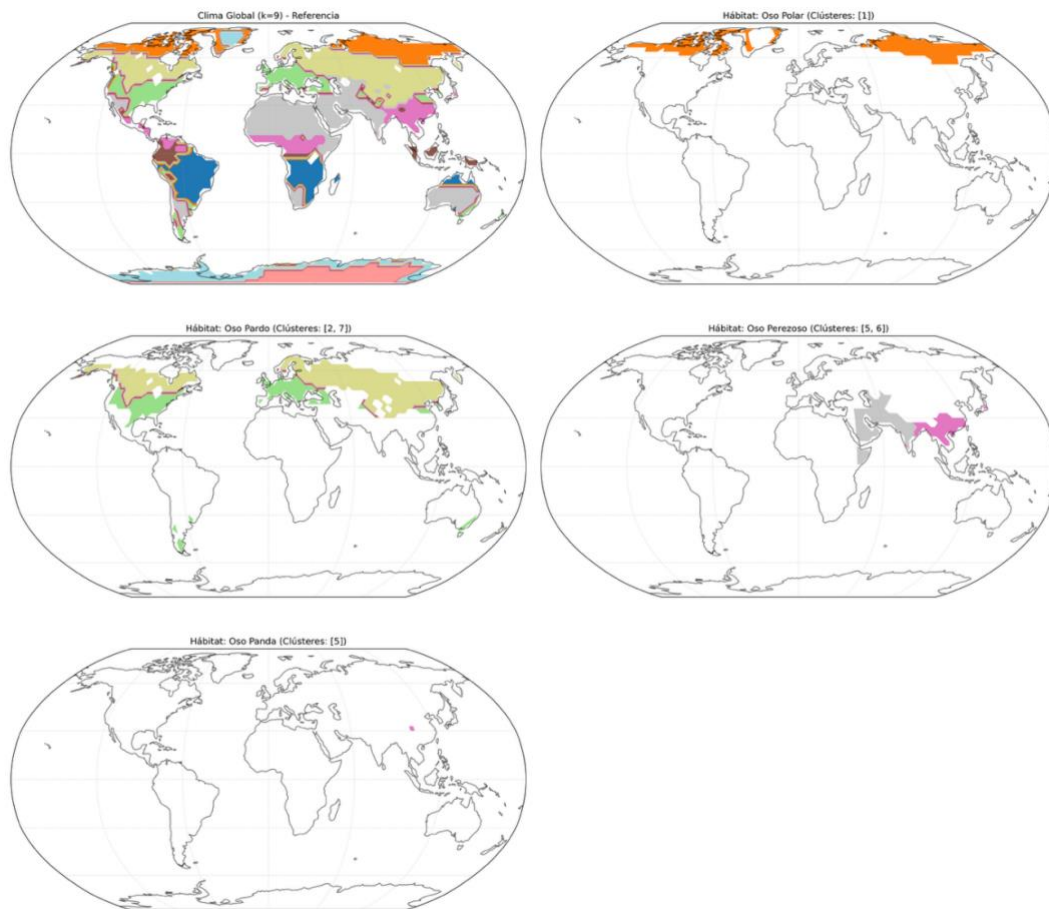 Clima Global (k=9) - Referencia
Hábitat: Oso Polar (Clústeres: [1])
Hábitat: Oso Pardo (Clústeres: [2, 7])
Hábitat: Oso Perezoso (Clústeres: [5, 6])
Hábitat: Oso Panda (Clústeres: [5])